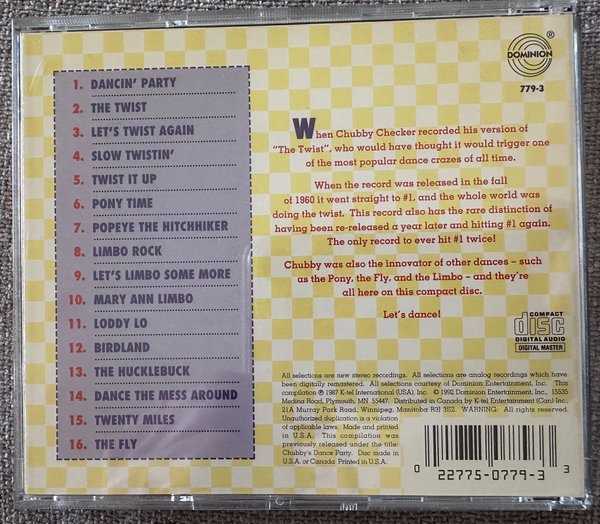 DOMINION
®
779-3
1. DANCIN' PARTY
2. THE TWIST
3. LET'S TWIST AGAIN
4. SLOW TWISTIN'
5. TWIST IT UP
6. PONY TIME
7. POPEYE THE HITCHHIKER
8. LIMBO ROCK
9. LET'S LIMBO SOME MORE
10. MARY ANN LIMBO
11. LODDY LO
12. BIRDLAND
13. THE HUCKLEBUCK
14. DANCE THE MESS AROUND
15. TWENTY MILES
16. THE FLY
When Chubby Checker recorded his version of
"The Twist", who would have thought it would trigger one
of the most popular dance crazes of all time.
When the record was released in the fall
of 1960 it went straight to #1, and the whole world was
doing the twist. This record also has the rare distinction of
having been re-released a year later and hitting #1 again.
The only record to ever hit #1 twice!
Chubby was also the innovator of other dances – such
as the Pony, the Fly, and the Limbo – and they're
all here on this compact disc.
Let's dance!
COMPACT
disc
DIGITAL AUDIO
DIGITAL MASTER
All selections are new stereo recordings. All selections are analog recordings which have
been digitally remastered. All selections courtesy of Dominion Entertainment, Inc. This
compilation ℗ 1987 K-tel International (USA), Inc. © 1992 Dominion Entertainment, Inc., 15535
Medina Road, Plymouth, MN 55447. Distributed in Canada by K-tel Entertainment (Can) Inc.
21A Murray Park Road, Winnipeg, Manitoba R3J 3S2. WARNING: All rights reserved.
Unauthorized duplication is a violation
of applicable laws. Made and printed in
U.S.A. This compilation was
previously released under the title
Chubby's Dance Party. Disc made in
U.S.A. or Canada. Printed in U.S.A.
0 22775-0779-3 3